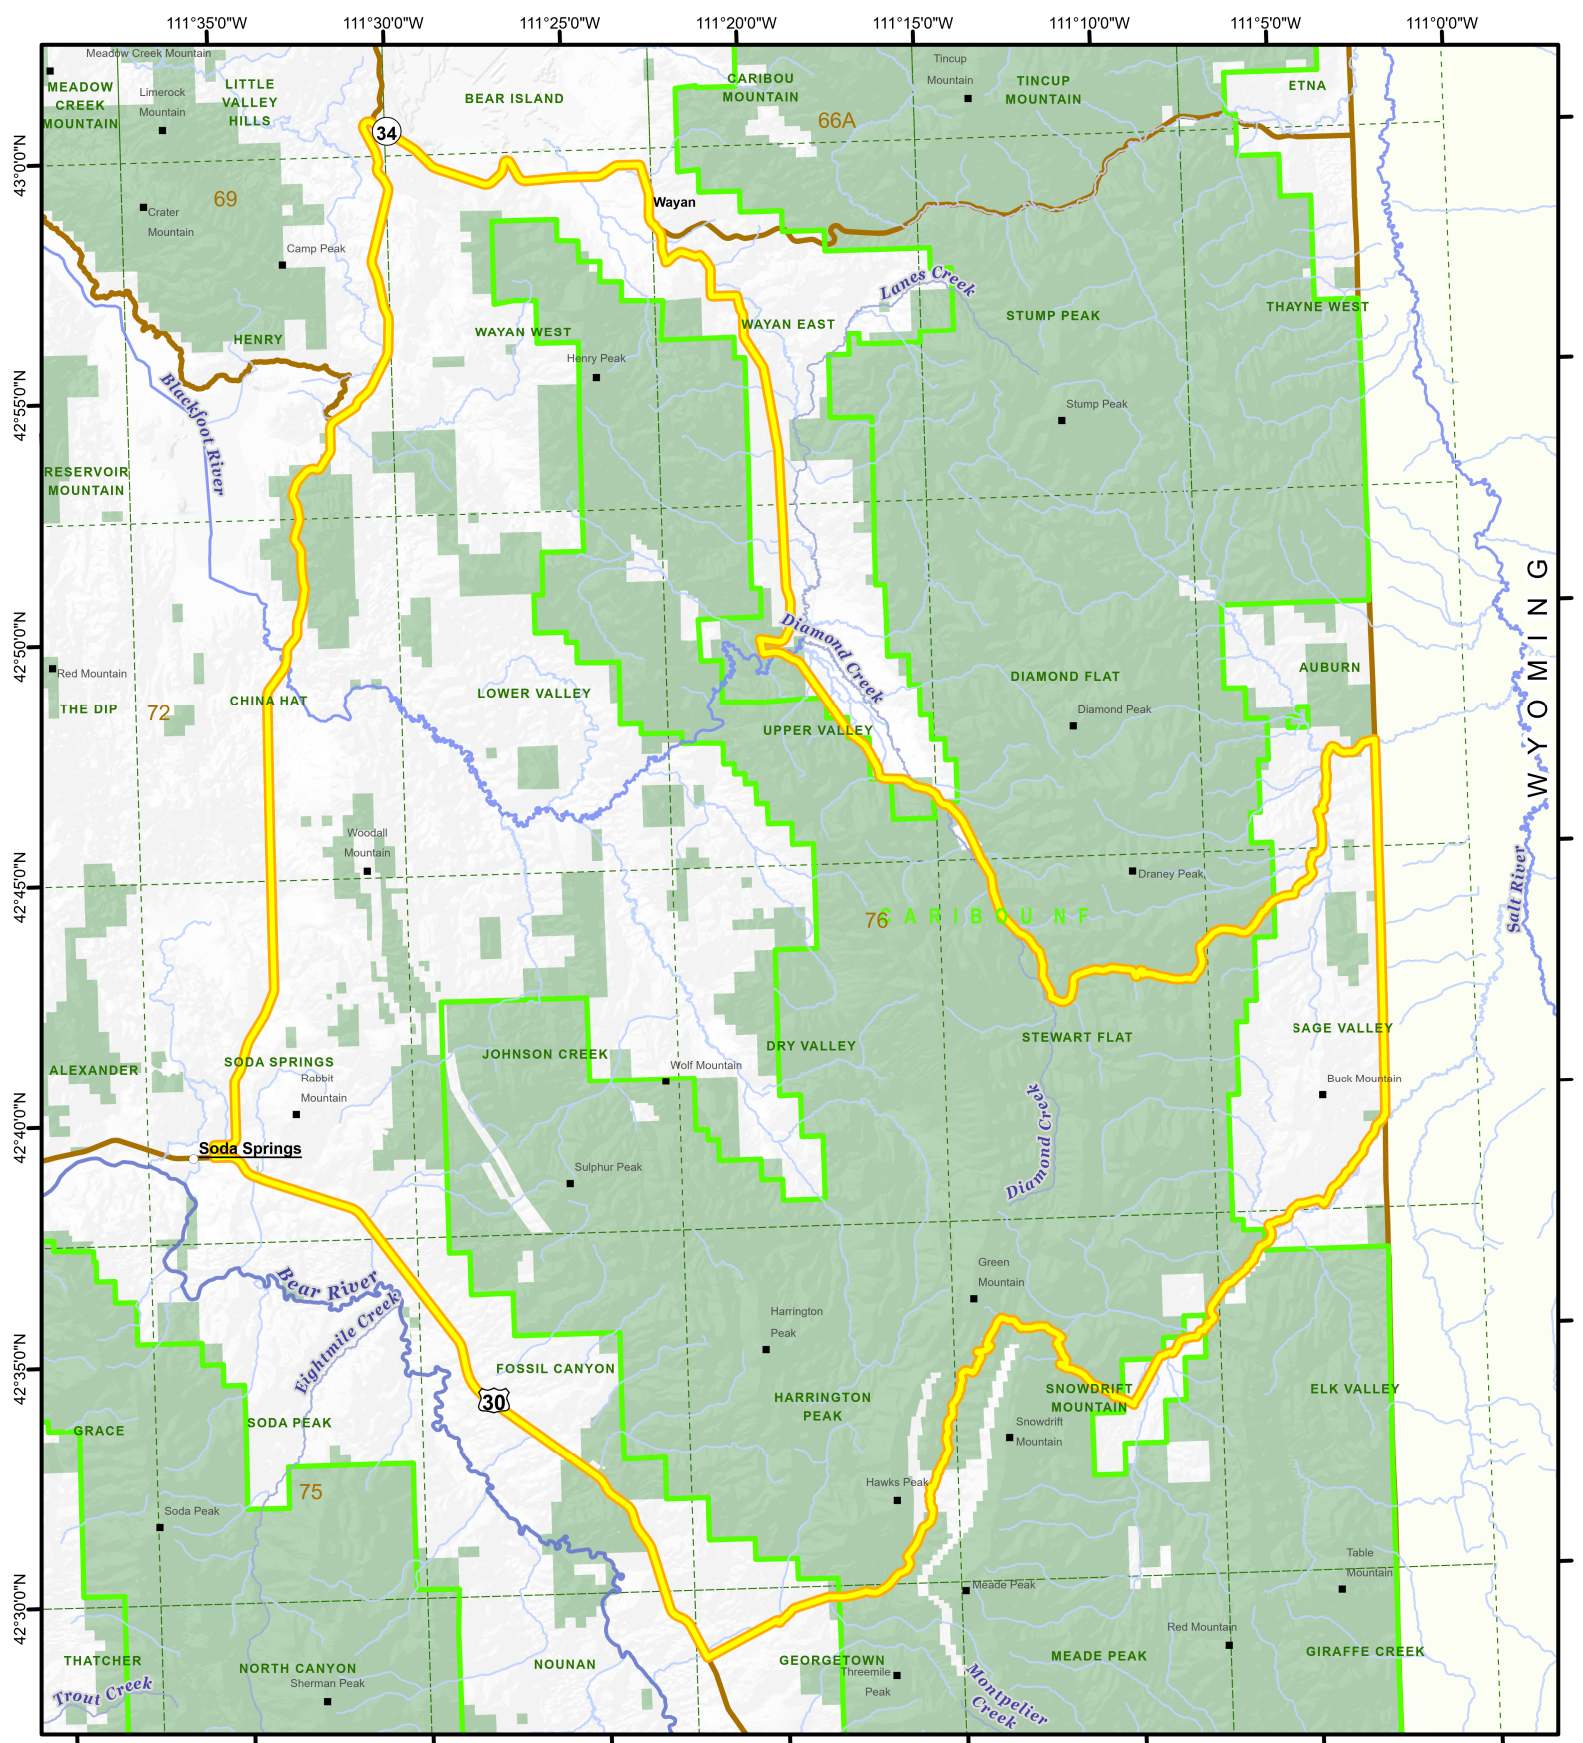 111°35'0"W
111°30'0"W
111°25'0"W
111°20'0"W
111°15'0"W
111°10'0"W
111°5'0"W
111°0'0"W
43°0'0"N
42°55'0"N
42°50'0"N
42°45'0"N
42°40'0"N
42°35'0"N
42°30'0"N
Meadow Creek Mountain
MEADOW
CREEK
MOUNTAIN
Limerock
Mountain
LITTLE
VALLEY
HILLS
BEAR ISLAND
CARIBOU
MOUNTAIN
Tincup
Mountain
TINCUP
MOUNTAIN
ETNA
34
66A
69
Crater
Mountain
Camp Peak
Wayan
Lanes Creek
HENRY
WAYAN WEST
WAYAN EAST
STUMP PEAK
THAYNE WEST
Henry Peak
Blackfoot River
Stump Peak
RESERVOIR
MOUNTAIN
WYOMING
Diamond Creek
Red Mountain
THE DIP
72
CHINA HAT
LOWER VALLEY
UPPER VALLEY
DIAMOND FLAT
AUBURN
Diamond Peak
Woodall
Mountain
Draney Peak
Salt River
76
CARIBOU NF
ALEXANDER
SODA SPRINGS
Rabbit
Mountain
JOHNSON CREEK
Wolf Mountain
DRY VALLEY
STEWART FLAT
SAGE VALLEY
Buck Mountain
Soda Springs
Sulphur Peak
Diamond Creek
Bear River
Eightmile Creek
Green
Mountain
Harrington
Peak
FOSSIL CANYON
30
HARRINGTON
PEAK
SNOWDRIFT
MOUNTAIN
Snowdrift
Mountain
ELK VALLEY
GRACE
SODA PEAK
75
Soda Peak
Hawks Peak
Meade Peak
Table
Mountain
Red Mountain
THATCHER
NORTH CANYON
Sherman Peak
NOUNAN
GEORGETOWN
Threemile
Peak
MEADE PEAK
GIRAFFE CREEK
Trout Creek
Montpelier
Creek